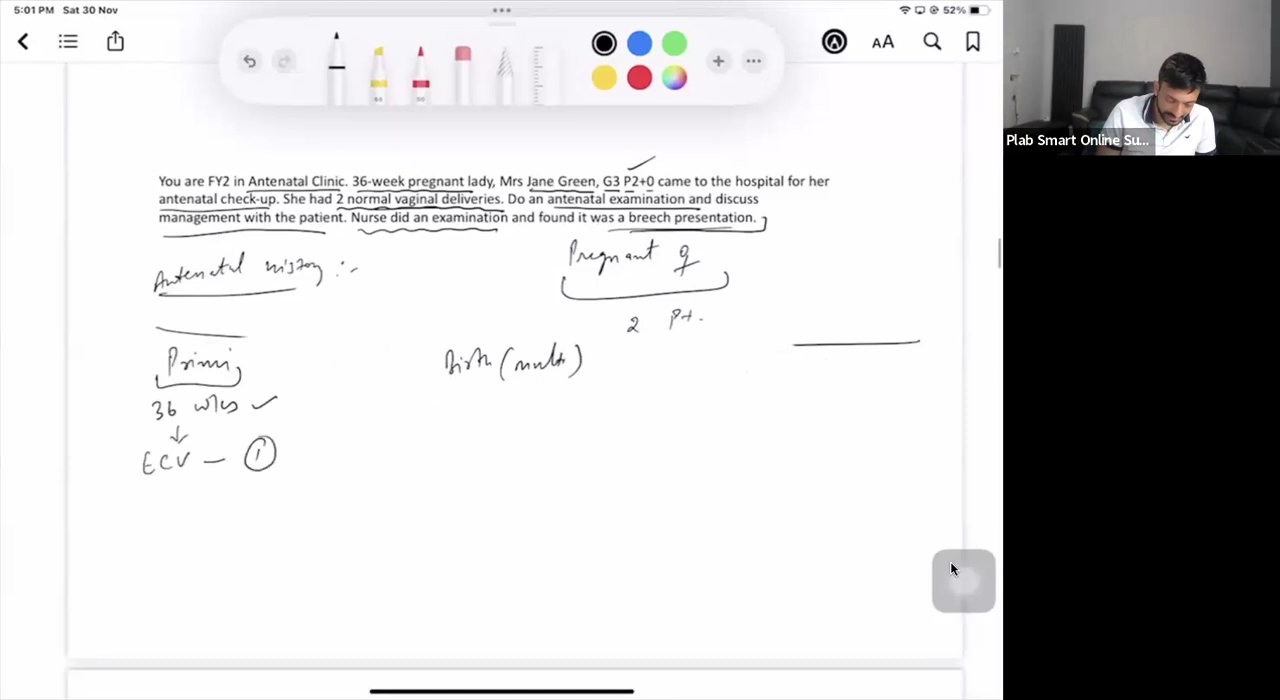 5:01 PM Sat 30 Nov
52%
AA
Plab Smart Online Su...
You are FY2 in Antenatal Clinic. 36-week pregnant lady, Mrs Jane Green, G3 P2+0 came to the hospital for her
antenatal check-up. She had 2 normal vaginal deliveries. Do an antenatal examination and discuss
management with the patient. Nurse did an examination and found it was a breech presentation.
Antenatal history :-
Pregnant ♀
2 Pt.
Primi
Birth (multi)
36 wks ✓
↓
ECV – ①